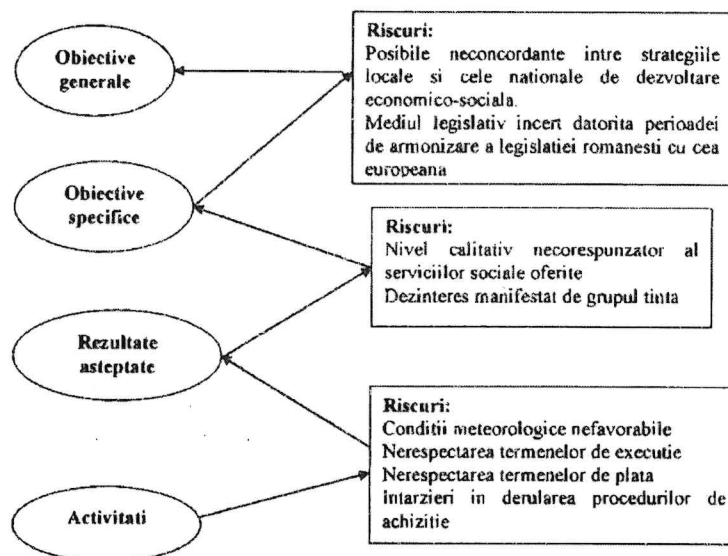 Obiective
generale
Riscuri:
Posibile neconcordante intre strategiile
locale si cele nationale de dezvoltare
economico-sociala.
Mediul legislativ incert datorita perioadei
de armonizare a legislatiei romanesti cu cea
europeana
Obiective
specifice
Riscuri:
Nivel calitativ necorespunzator al
serviciilor sociale oferite
Dezinteres manifestat de grupul tinta
Rezultate
asteptate
Riscuri:
Conditii meteorologice nefavorabile
Nerespectarea termenelor de executie
Nerespectarea termenelor de plata
intarzieri in derularea procedurilor de
achizitie
Activitati